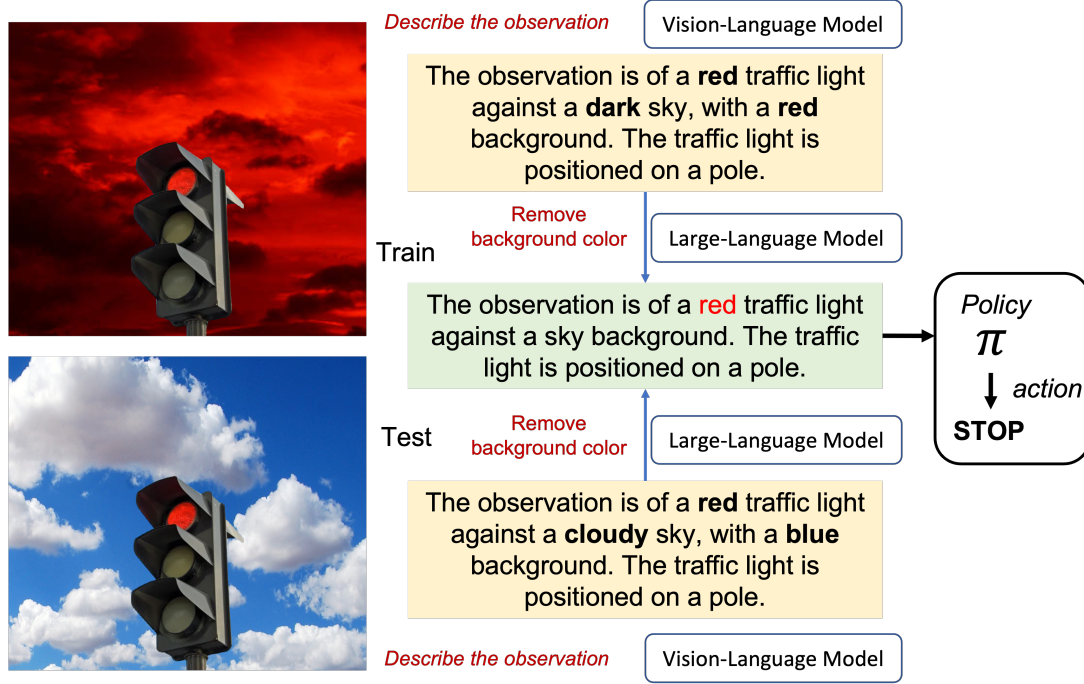 Describe the observation
Vision-Language Model
The observation is of a red traffic light
against a dark sky, with a red
background. The traffic light is
positioned on a pole.
Remove
background color
Large-Language Model
Train
The observation is of a red traffic light
against a sky background. The traffic
light is positioned on a pole.
Policy
π
action
STOP
Test
Remove
background color
Large-Language Model
The observation is of a red traffic light
against a cloudy sky, with a blue
background. The traffic light is
positioned on a pole.
Describe the observation
Vision-Language Model